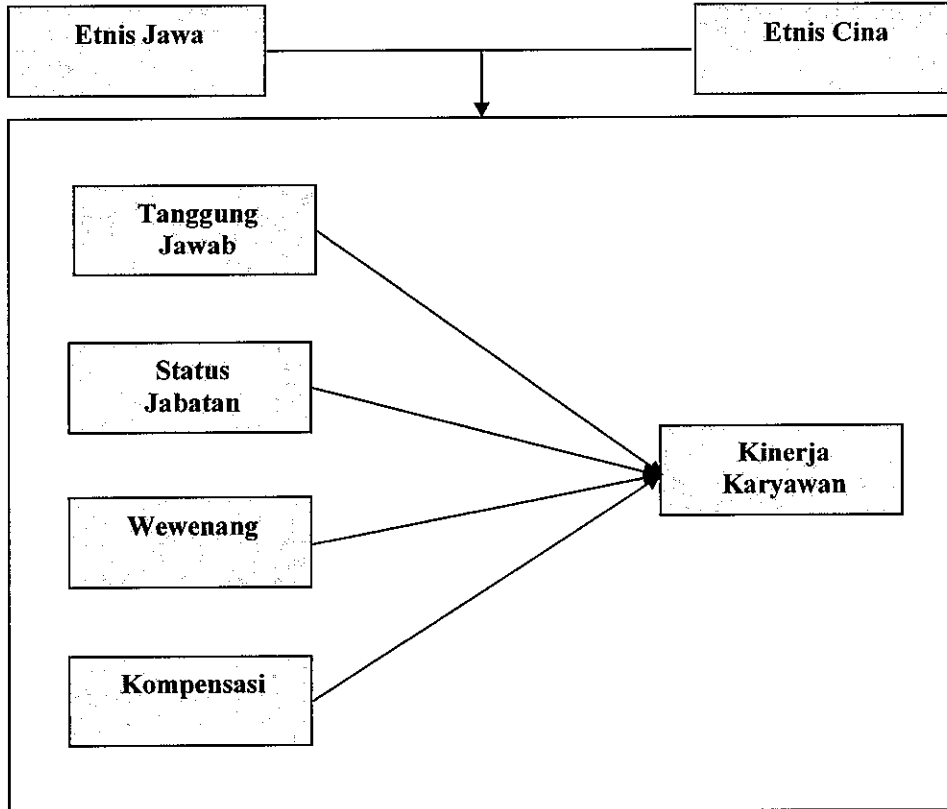 Etnis Jawa
Etnis Cina
Tanggung
Jawab
Status
Jabatan
Wewenang
Kompensasi
Kinerja
Karyawan